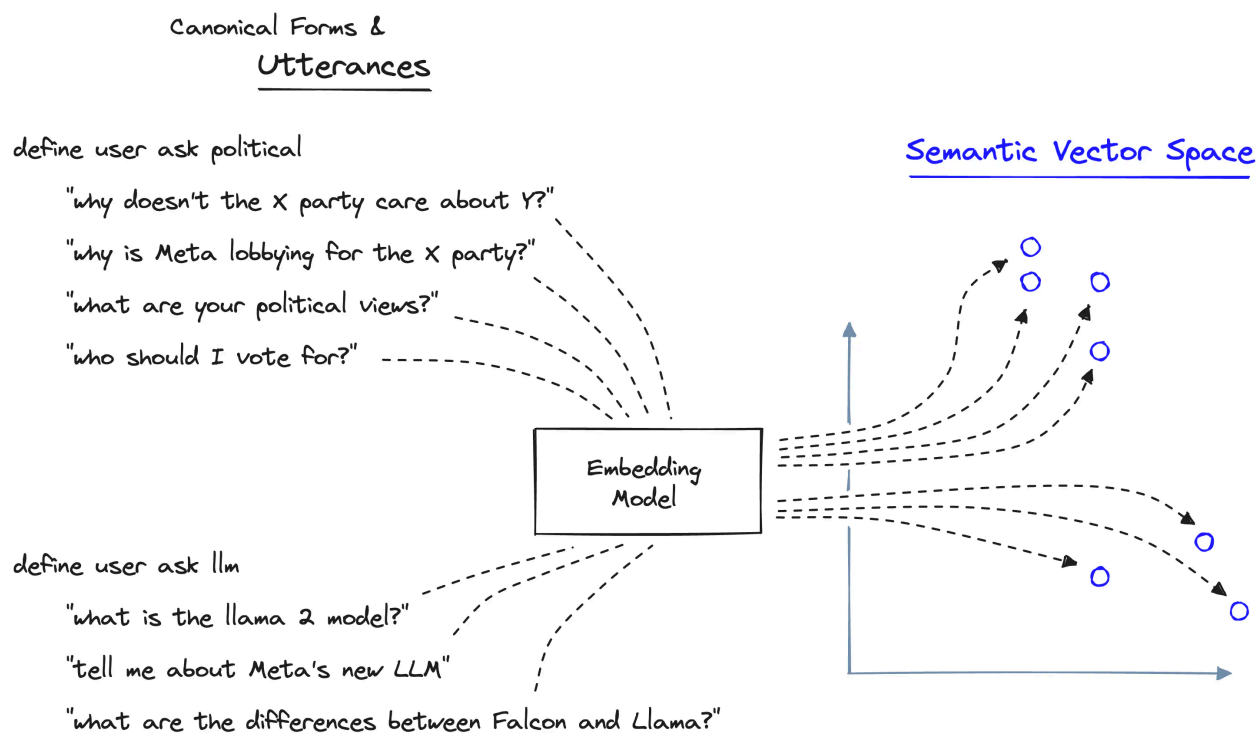 Canonical Forms &
Utterances
define user ask political
"why doesn't the X party care about Y?"
"why is Meta lobbying for the X party?"
"what are your political views?"
"who should I vote for?"
Semantic Vector Space
Embedding
Model
define user ask llm
"what is the llama 2 model?"
"tell me about Meta's new LLM"
"what are the differences between Falcon and Llama?"